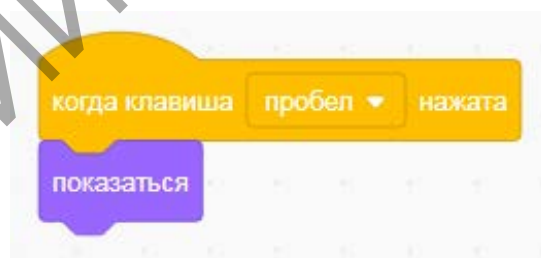 когда клавиша пробел нажата
показаться